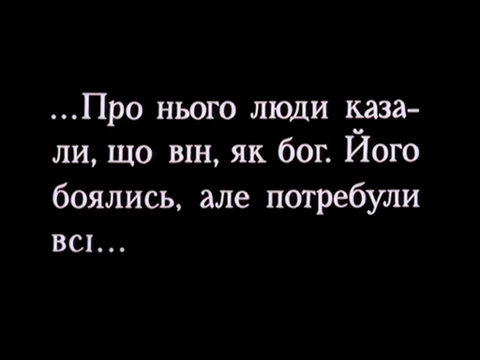 ...Про нього люди каза-
ли, що він, як бог. Його
боялись, але потребули
всі...